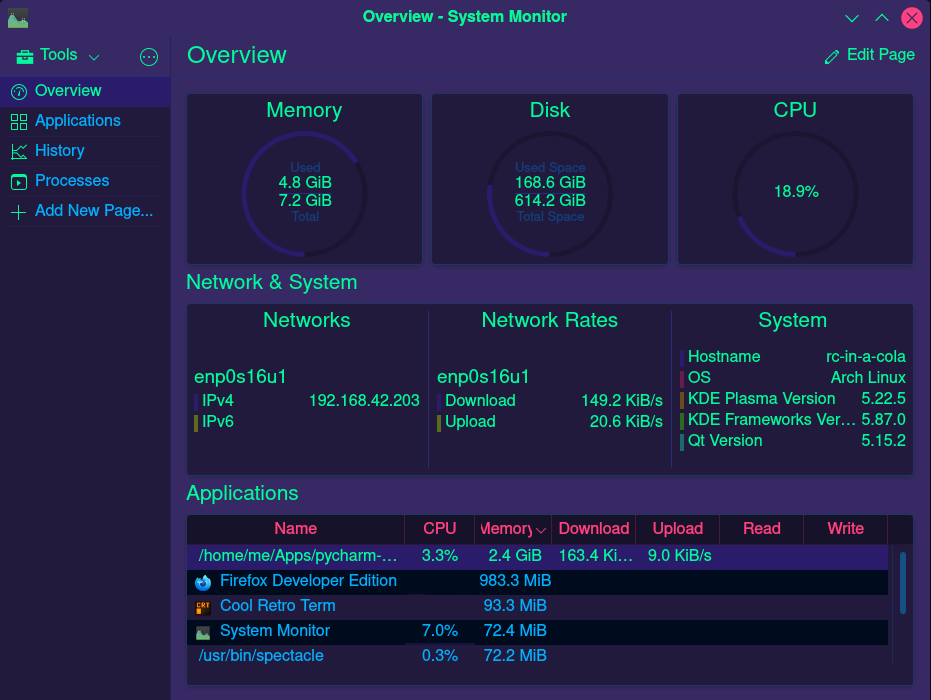 Overview - System Monitor
Tools
Overview
Edit Page
Overview
Applications
History
Processes
Add New Page...
Memory
Used
4.8 GiB
7.2 GiB
Total
Disk
Used Space
168.6 GiB
614.2 GiB
Total Space
CPU
18.9%
Network & System
Networks
enp0s16u1
IPv4 192.168.42.203
IPv6
Network Rates
enp0s16u1
Download 149.2 KiB/s
Upload 20.6 KiB/s
System
Hostname rc-in-a-cola
OS Arch Linux
KDE Plasma Version 5.22.5
KDE Frameworks Ver... 5.87.0
Qt Version 5.15.2
Applications
Name CPU Memory Download Upload Read Write
/home/me/Apps/pycharm-... 3.3% 2.4 GiB 163.4 Ki... 9.0 KiB/s
Firefox Developer Edition 983.3 MiB
CRT Cool Retro Term 93.3 MiB
System Monitor 7.0% 72.4 MiB
/usr/bin/spectacle 0.3% 72.2 MiB